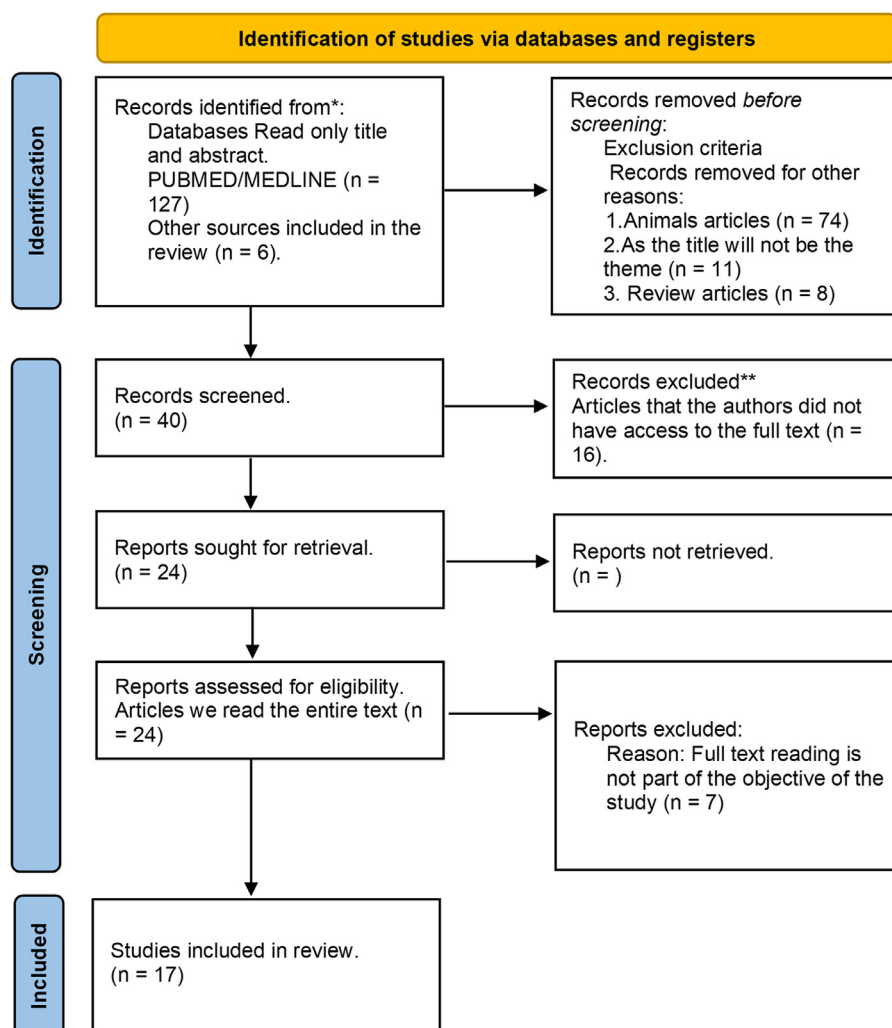 Identification of studies via databases and registers
Identification
Records identified from*:
Databases Read only title
and abstract.
PUBMED/MEDLINE (n =
127)
Other sources included in the
review (n = 6).
Records removed before
screening:
Exclusion criteria
Records removed for other
reasons:
1.Animals articles (n = 74)
2.As the title will not be the
theme (n = 11)
3. Review articles (n = 8)
Screening
Records screened.
(n = 40)
Records excluded**
Articles that the authors did not
have access to the full text (n =
16).
Reports sought for retrieval.
(n = 24)
Reports not retrieved.
(n = )
Reports assessed for eligibility.
Articles we read the entire text (n
= 24)
Reports excluded:
Reason: Full text reading is
not part of the objective of the
study (n = 7)
Included
Studies included in review.
(n = 17)